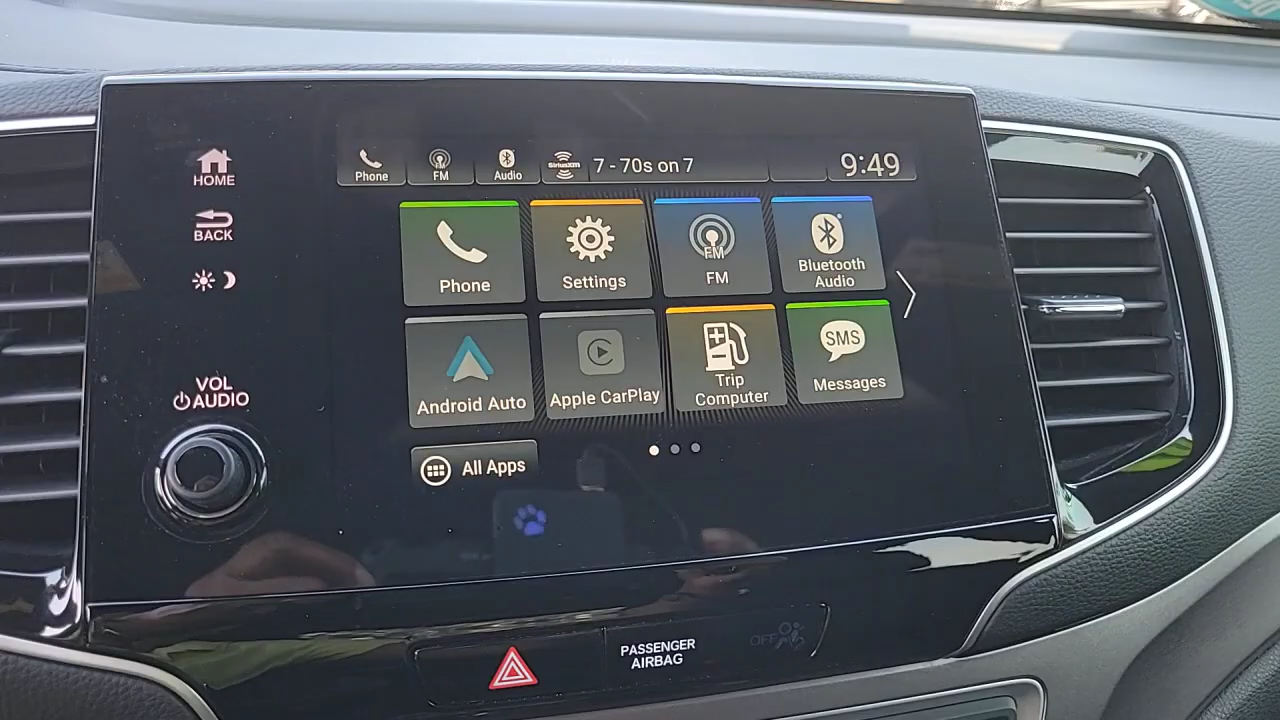 HOME
BACK
VOL
AUDIO
Phone
FM
Audio
SiriusXM
7 - 70s on 7
9:49
Phone
Settings
FM
FM
Bluetooth
Audio
Android Auto
Apple CarPlay
Trip
Computer
SMS
Messages
All Apps
PASSENGER
AIRBAG
OFF